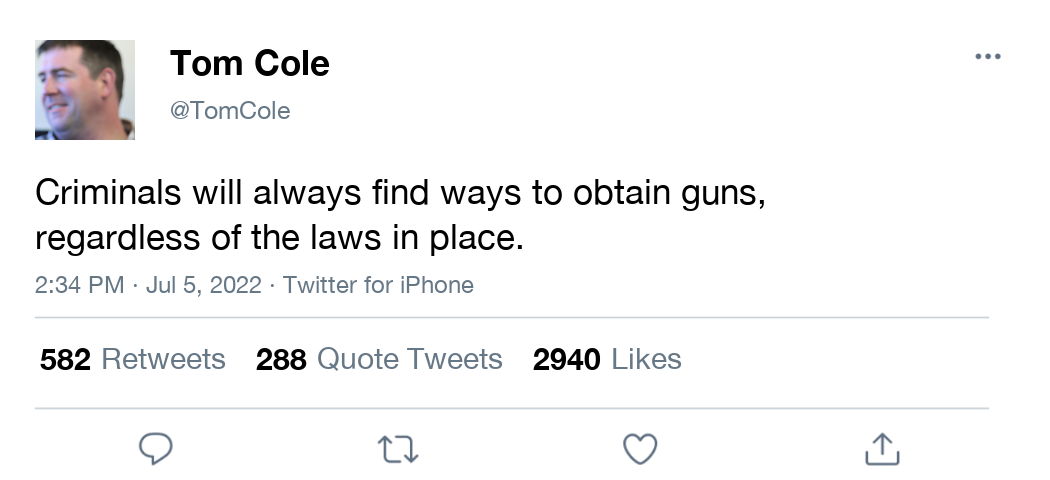 Tom Cole
@TomCole
Criminals will always find ways to obtain guns,
regardless of the laws in place.
2:34 PM · Jul 5, 2022 · Twitter for iPhone
582 Retweets 288 Quote Tweets 2940 Likes